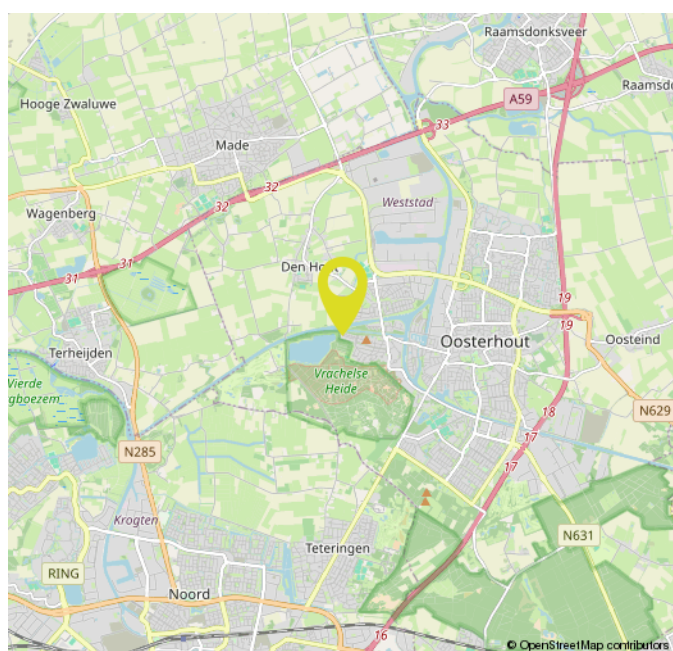 Raamsdonksveer
Raamsdo
Hooge Zwaluwe
A59
33
Made
32
32
Weststad
Wagenberg
31
31
Den Ho
19
19
Oosterhout
Oosteind
Terheijden
Vrachelse
Heide
Vierde
gboezem
N629
18
17
17
N285
Krogten
N631
Teteringen
RING
Noord
16
© OpenStreetMap contributors